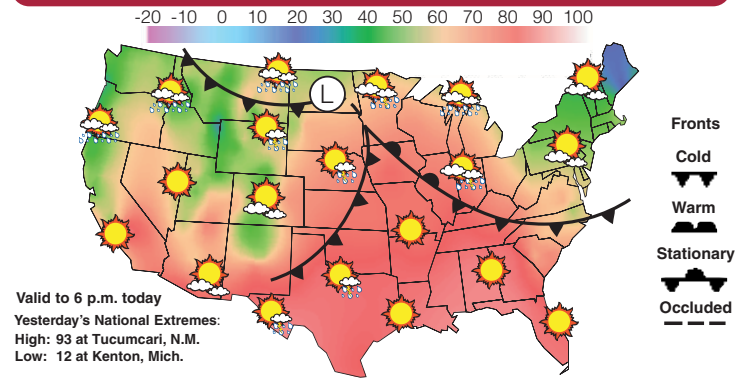 -20 -10 0 10 20 30 40 50 60 70 80 90 100
L
Fronts
Cold
Warm
Stationary
Occluded
Valid to 6 p.m. today
Yesterday's National Extremes:
High: 93 at Tucumcari, N.M.
Low: 12 at Kenton, Mich.